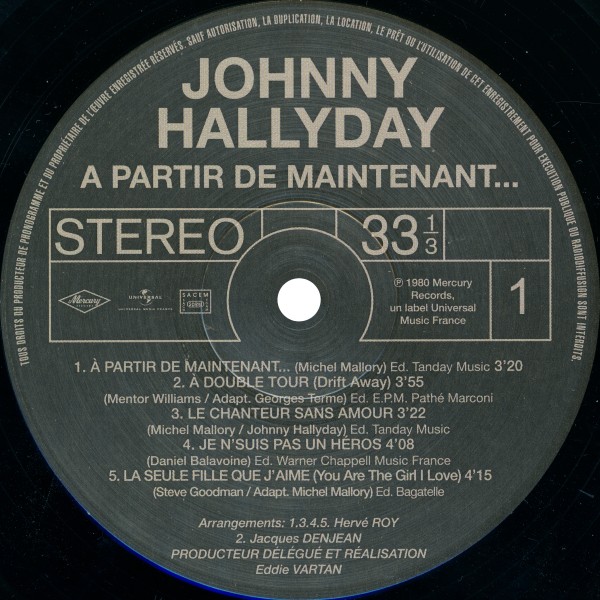 TOUS DROITS DU PRODUCTEUR DE PHONOGRAMME ET DU PROPRIÉTAIRE DE L'ŒUVRE ENREGISTRÉE RÉSERVÉS. SAUF AUTORISATION, LA DUPLICATION, LA LOCATION, LE PRÊT OU L'UTILISATION DE CET ENREGISTREMENT POUR EXÉCUTION PUBLIQUE OU RADIODIFFUSION SONT INTERDITS.
JOHNNY
HALLYDAY
A PARTIR DE MAINTENANT...
STEREO 33 1/3
Mercury
UNIVERSAL
UNIVERSAL MUSIC FRANCE
SACEM
℗ 1980 Mercury
Records,
un label Universal
Music France
1
1. À PARTIR DE MAINTENANT... (Michel Mallory) Ed. Tanday Music 3'20
2. À DOUBLE TOUR (Drift Away) 3'55
(Mentor Williams / Adapt. Georges Terme) Ed. E.P.M. Pathé Marconi
3. LE CHANTEUR SANS AMOUR 3'22
(Michel Mallory / Johnny Hallyday) Ed. Tanday Music
4. JE N'SUIS PAS UN HÉROS 4'08
(Daniel Balavoine) Ed. Warner Chappell Music France
5. LA SEULE FILLE QUE J'AIME (You Are The Girl I Love) 4'15
(Steve Goodman / Adapt. Michel Mallory) Ed. Bagatelle
Arrangements: 1.3.4.5. Hervé ROY
2. Jacques DENJEAN
PRODUCTEUR DÉLÉGUÉ ET RÉALISATION
Eddie VARTAN